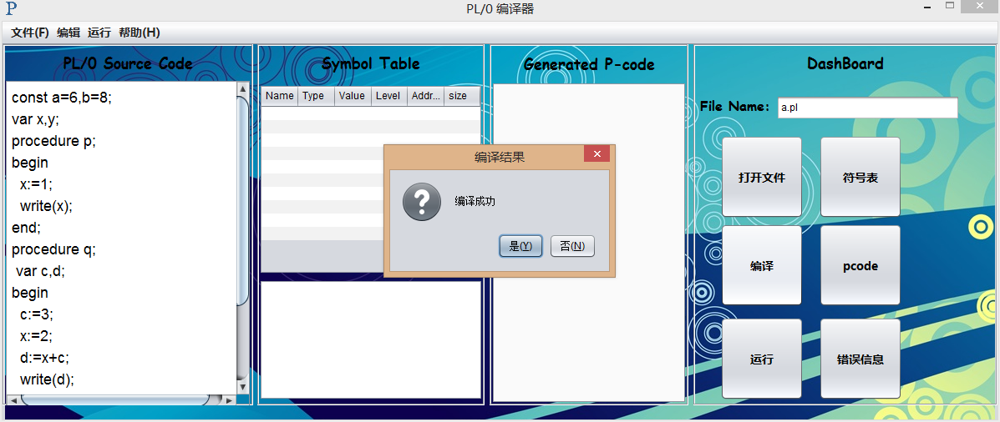 P
PL/0 编译器
文件(F) 编辑 运行 帮助(H)
PL/0 Source Code
const a=6,b=8;
var x,y;
procedure p;
begin
x:=1;
write(x);
end;
procedure q;
var c,d;
begin
c:=3;
x:=2;
d:=x+c;
write(d);
Symbol Table
Name Type Value Level Addr... size
Generated P-code
编译结果
编译成功
是(Y) 否(N)
DashBoard
File Name: a.pl
打开文件 符号表
编译 pcode
运行 错误信息